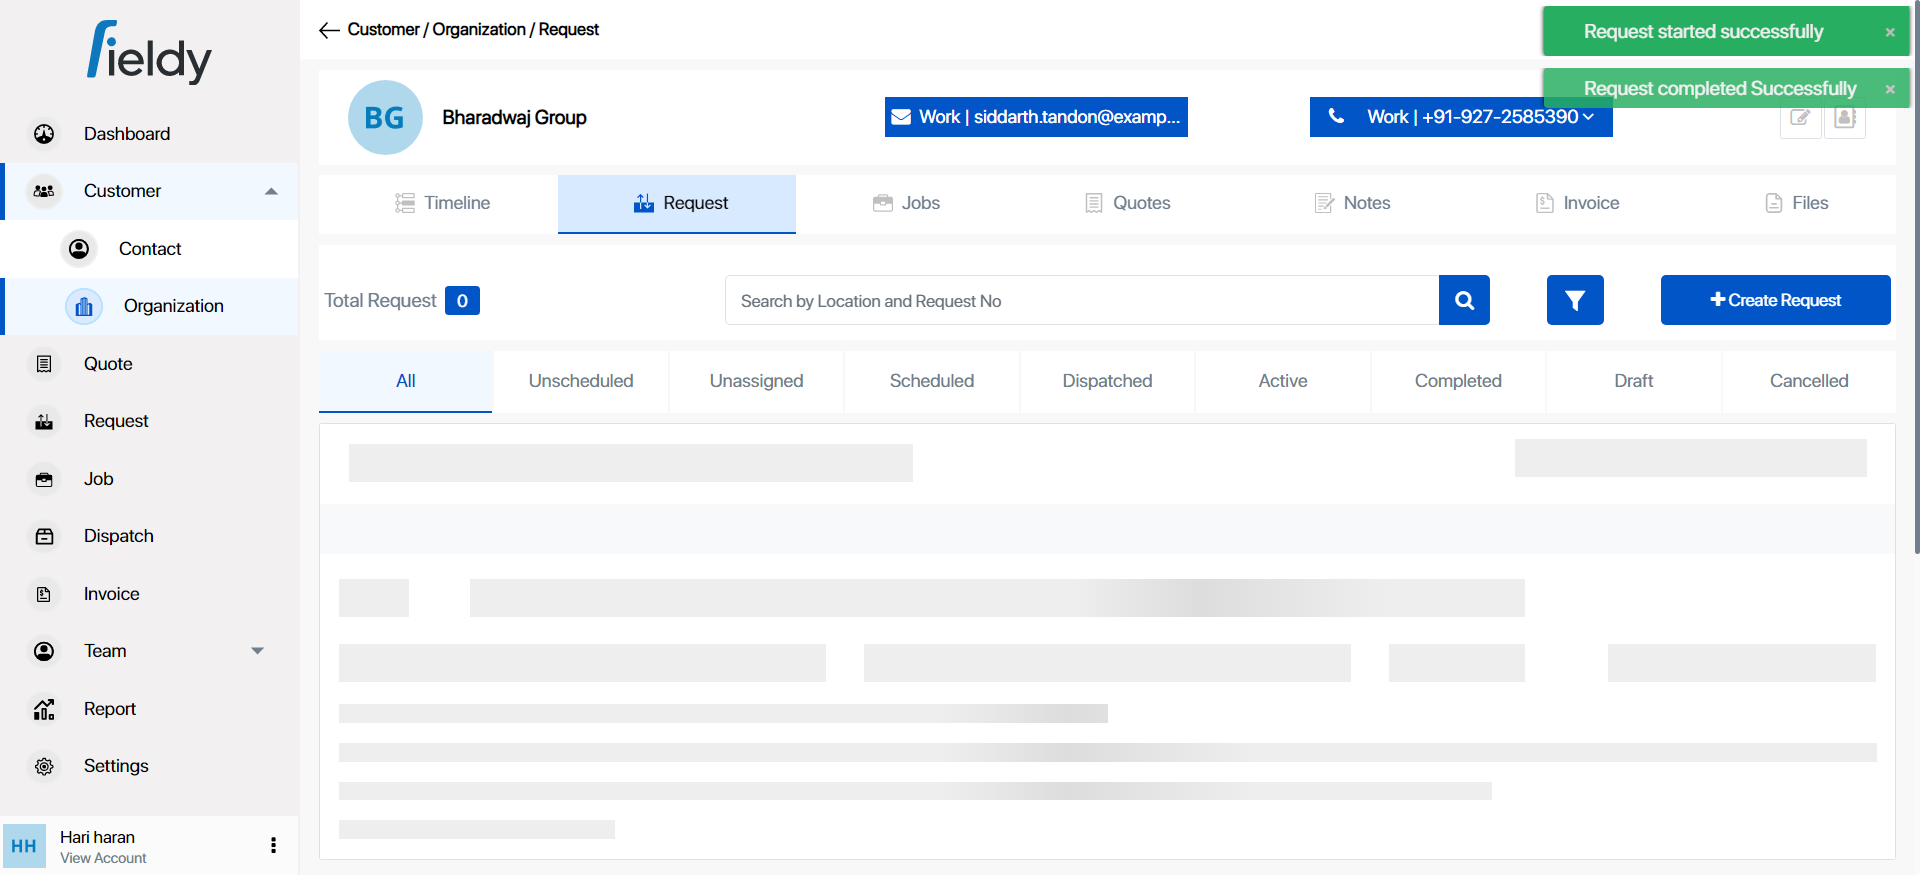 fieldy
Customer / Organization / Request
Request started successfully
×
Request completed Successfully
×
BG
Bharadwaj Group
Work | siddarth.tandon@examp...
Work | +91-927-2585390
Dashboard
Customer
Contact
Organization
Quote
Request
Job
Dispatch
Invoice
Team
Report
Settings
HH
Hari haran
View Account
Timeline
Request
Jobs
Quotes
Notes
Invoice
Files
Total Request 0
Search by Location and Request No
Create Request
All
Unscheduled
Unassigned
Scheduled
Dispatched
Active
Completed
Draft
Cancelled